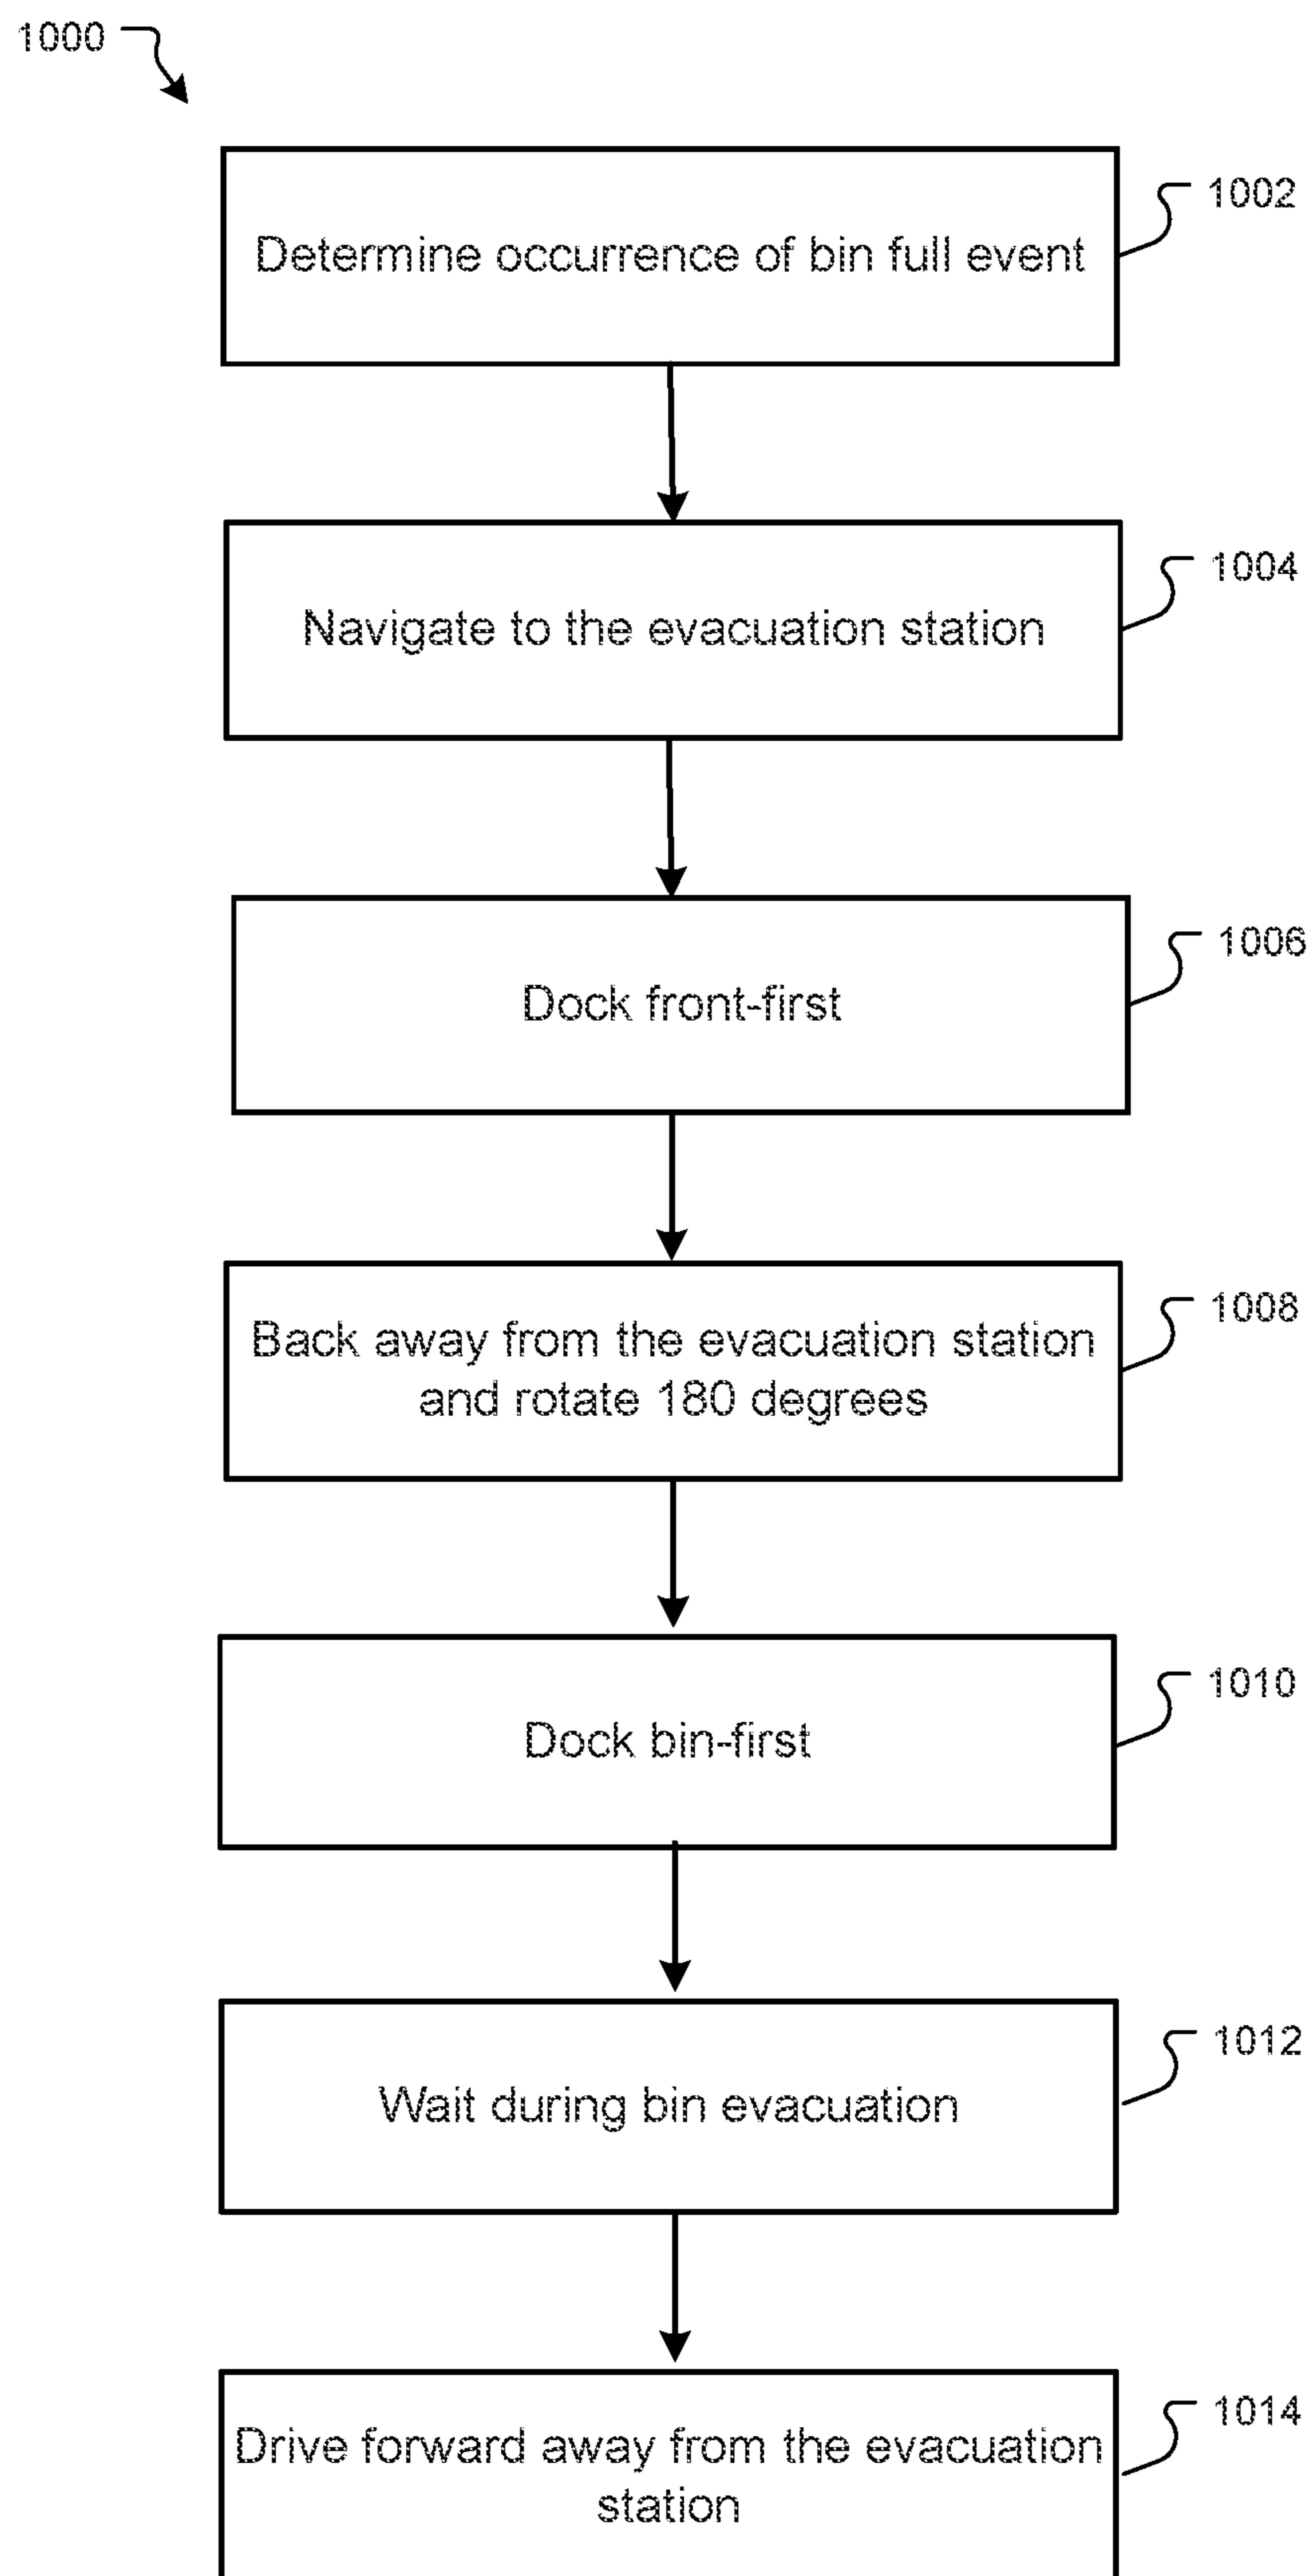 1000
1002
Determine occurrence of bin full event
1004
Navigate to the evacuation station
1006
Dock front-first
1008
Back away from the evacuation station
and rotate 180 degrees
1010
Dock bin-first
1012
Wait during bin evacuation
1014
Drive forward away from the evacuation
station